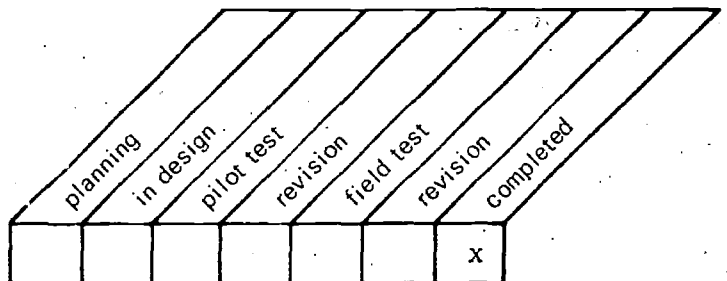 planning
in design
pilot test
revision
field test
revision
completed
x